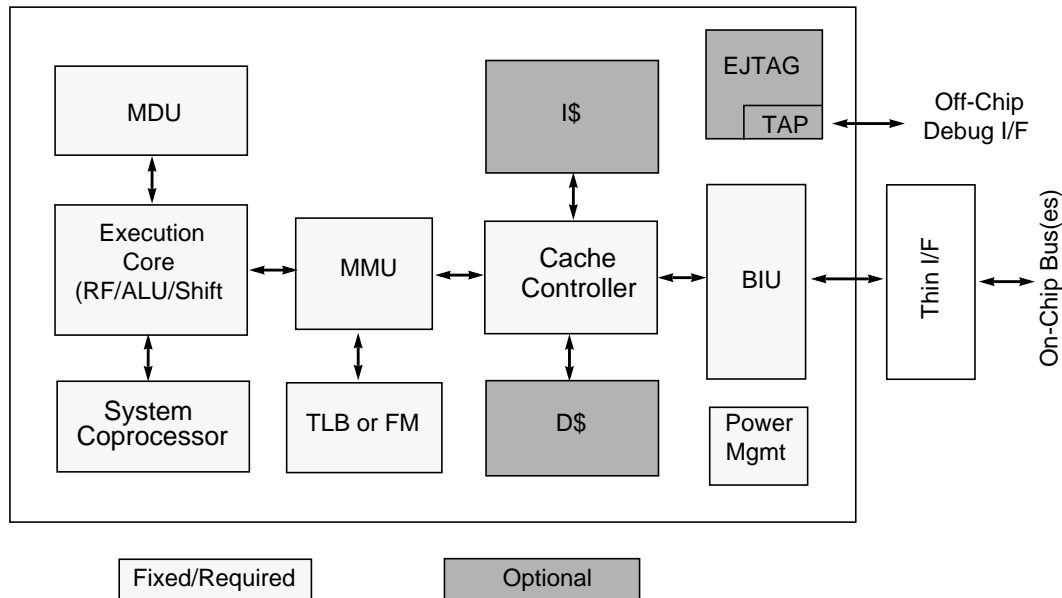 MDU
I$
EJTAG
TAP
Off-Chip
Debug I/F
Execution
Core
(RF/ALU/Shift
MMU
Cache
Controller
BIU
Thin I/F
On-Chip Bus(es)
System
Coprocessor
TLB or FM
D$
Power
Mgmt
Fixed/Required
Optional